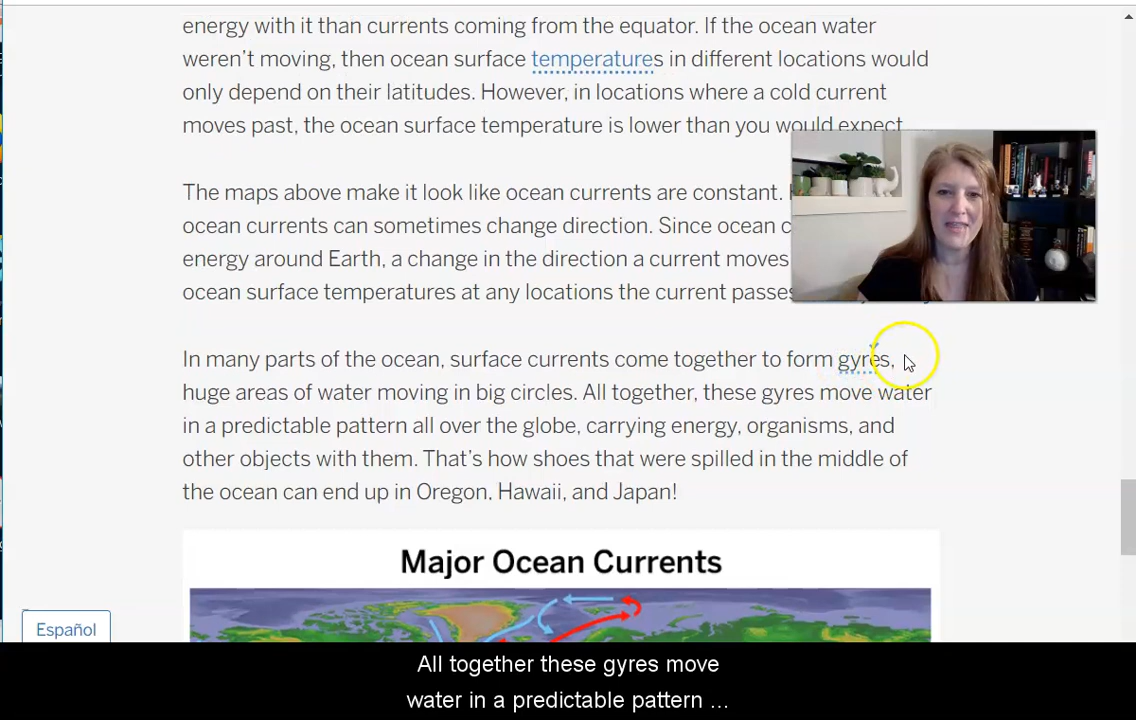 energy with it than currents coming from the equator. If the ocean water
weren't moving, then ocean surface temperatures in different locations would
only depend on their latitudes. However, in locations where a cold current
moves past, the ocean surface temperature is lower than you would expect
The maps above make it look like ocean currents are constant.
ocean currents can sometimes change direction. Since ocean
energy around Earth, a change in the direction a current moves
ocean surface temperatures at any locations the current passes
In many parts of the ocean, surface currents come together to form gyres,
huge areas of water moving in big circles. All together, these gyres move water
in a predictable pattern all over the globe, carrying energy, organisms, and
other objects with them. That's how shoes that were spilled in the middle of
the ocean can end up in Oregon, Hawaii, and Japan!
Major Ocean Currents
Español
All together these gyres move
water in a predictable pattern ...